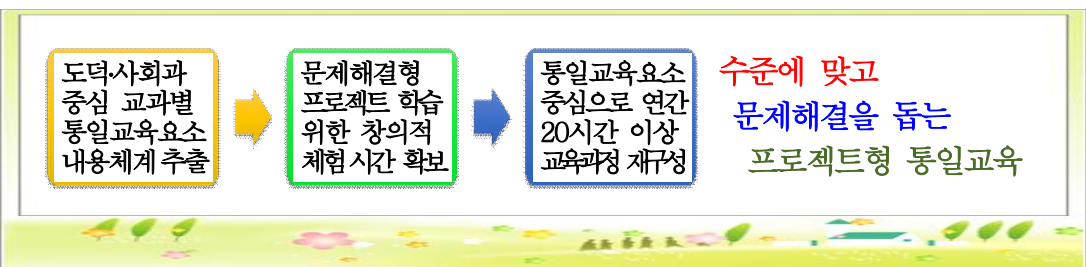 도덕·사회과
중심 교과별
통일교육요소
내용체계 추출
문제해결형
프로젝트 학습
위한 창의적
체험 시간 확보
통일교육요소
중심으로 연간
20시간 이상
교육과정 재구성
수준에 맞고
문제해결을 돕는
프로젝트형 통일교육